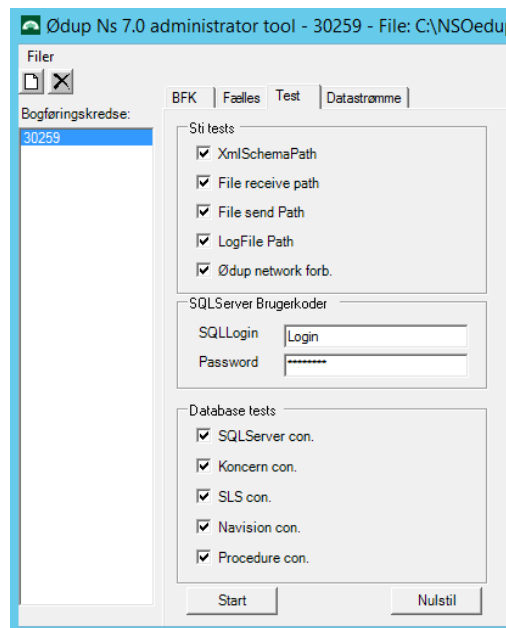 Ødup Ns 7.0 administrator tool - 30259 - File: C:\NSOedup
Filer
Bogføringskredse:
30259
BFK Fælles Test Datastrømme
Sti tests
XmlSchemaPath
File receive path
File send Path
LogFile Path
Ødup network forb.
SQLServer Brugerkoder
SQLLogin Login
Password ********
Database tests
SQLServer con.
Koncern con.
SLS con.
Navision con.
Procedure con.
Start Nulstil